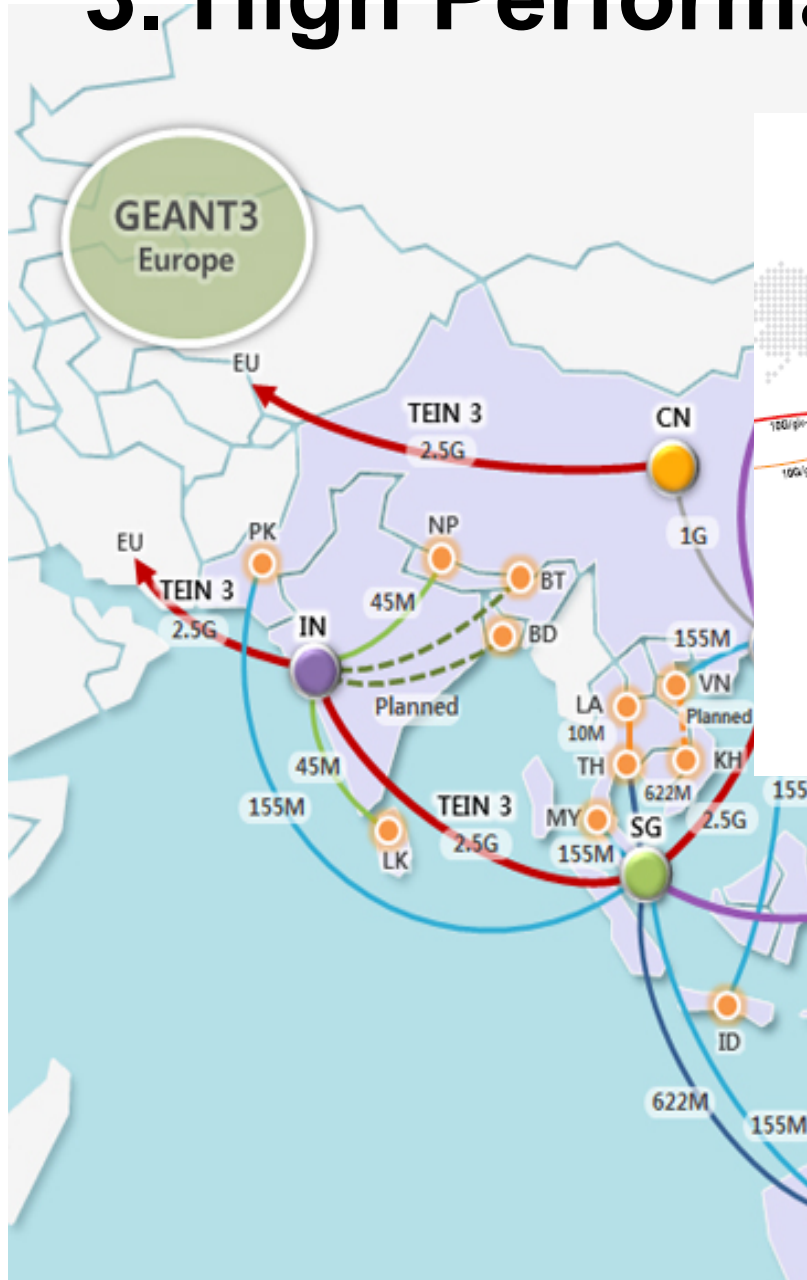 3. High Performa
GEANT3
Europe
EU
TEIN 3
2.5G
CN
1G
EU
PK
NP
BT
TEIN 3
2.5G
45M
IN
BD
155M
Planned
VN
LA
10M
Planned
TH
KH
45M
622M
155M
TEIN 3
2.5G
MY
SG
2.5G
155
155M
LK
ID
622M
155M